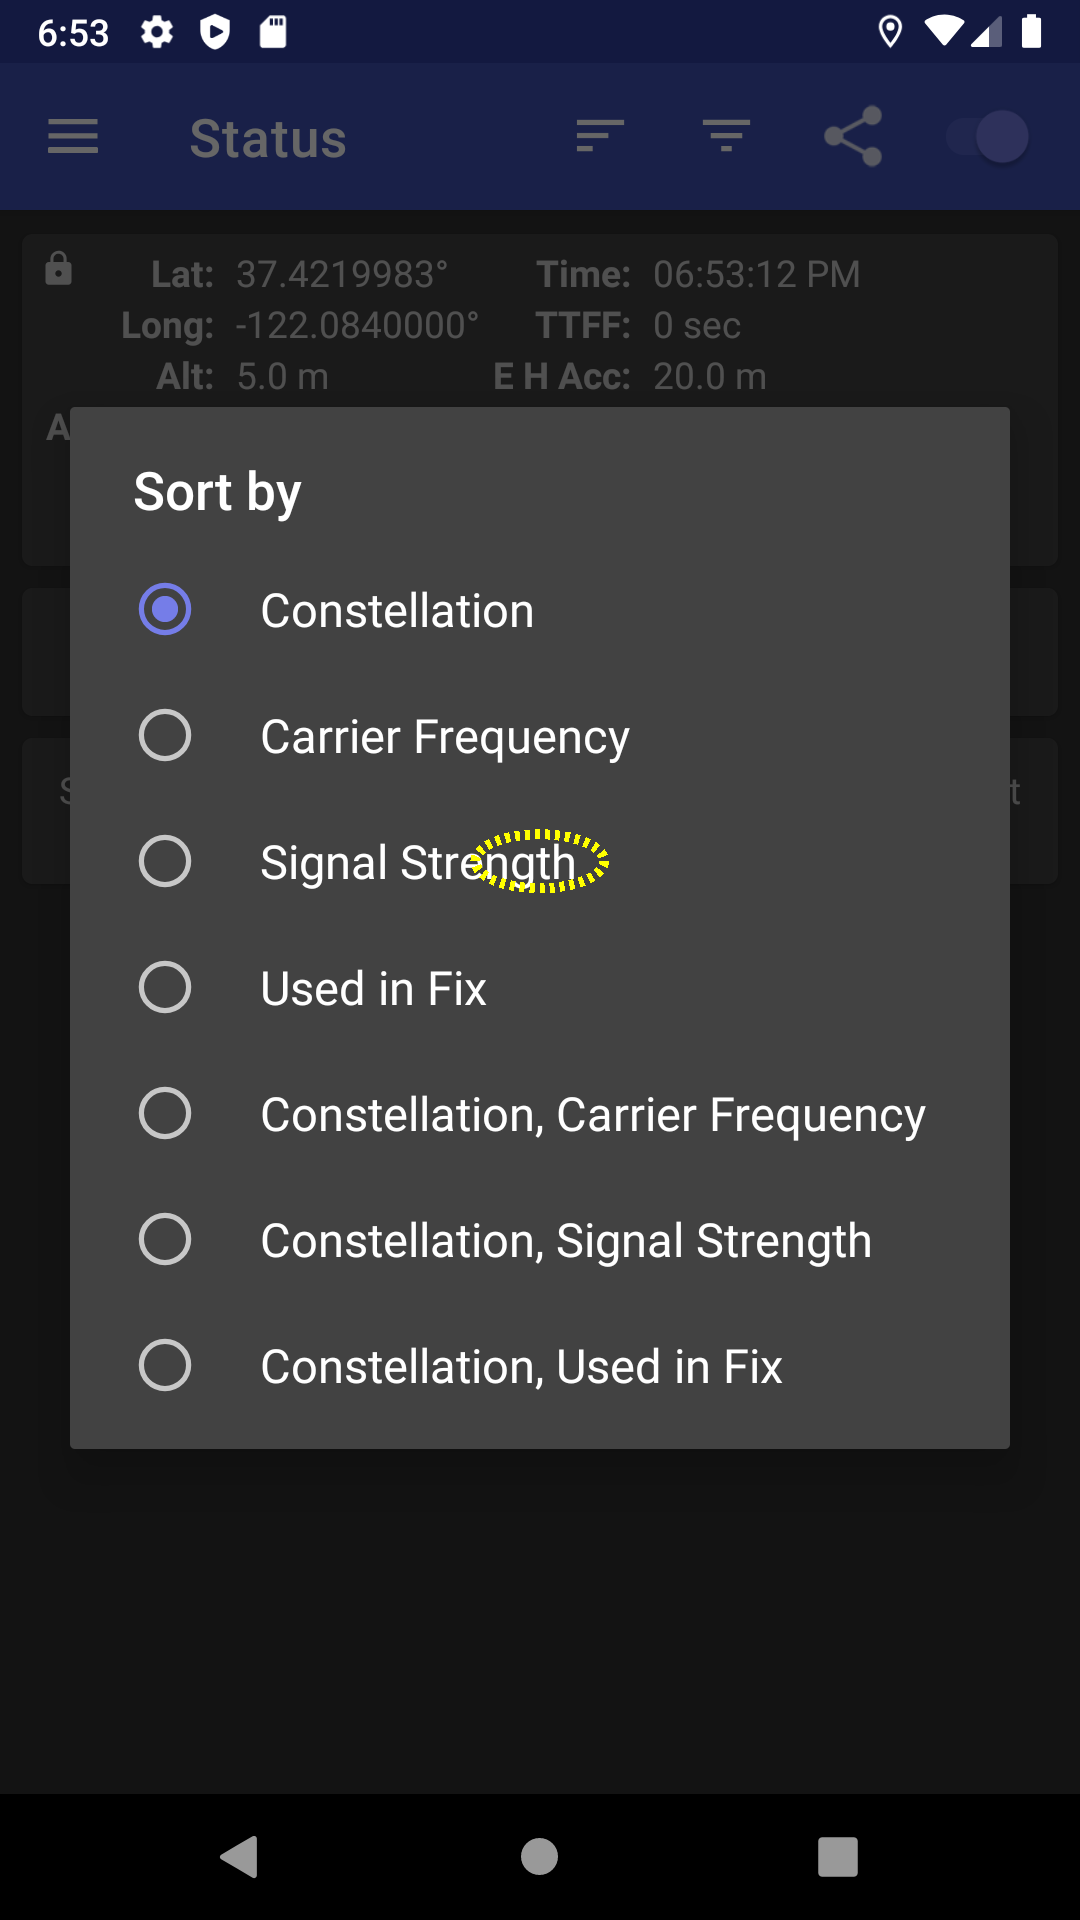 6:53
Status
Lat: 37.4219983° Time: 06:53:12 PM
Long: -122.0840000° TTFF: 0 sec
Alt: 5.0 m E H Acc: 20.0 m
Sort by
Constellation
Carrier Frequency
Signal Strength
Used in Fix
Constellation, Carrier Frequency
Constellation, Signal Strength
Constellation, Used in Fix